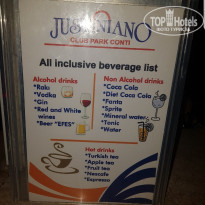 TopHotels
JUSTINIANO
CLUB PARK CONTI
All inclusive beverage list
Alcohol drinks
*Raki
*Vodka
*Gin
*Red and White
wines
*Beer "EFES"
Non Alcohol drinks
*Coca Cola
*Diet Coca Cola
*Fanta
*Sprite
*Mineral water
*Tonic
*Water
Hot drinks
*Turkish tea
*Apple tea
*Fruit tea
*Nescafe
*Espresso